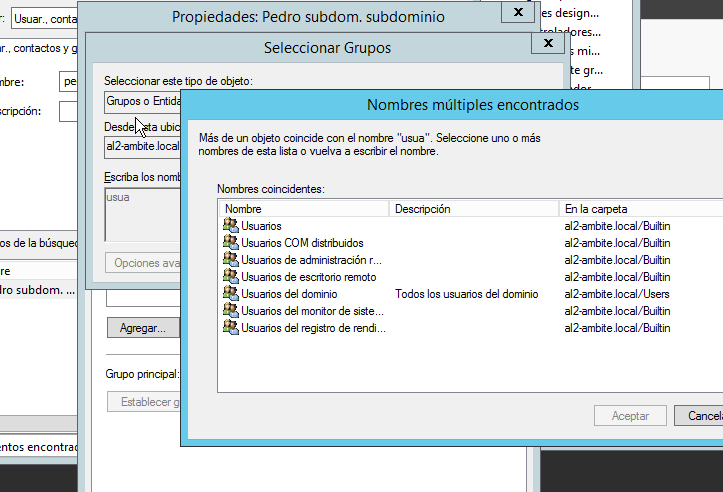 Propiedades: Pedro subdom. subdominio
x
r:
Usuar., conta
es design...
Seleccionar Grupos
x
ar., contactos y g
Seleccionar este tipo de objeto:
Grupos o Entida
Nombres múltiples encontrados
Desde esta ubic
al2-ambite.local
Más de un objeto coincide con el nombre "usua". Seleccione uno o más
nombres de esta lista o vuelva a escribir el nombre.
Escriba los nomb
usua
Nombres coincidentes:
Nombre Descripción En la carpeta
Usuarios al2-ambite.local/Builtin
Usuarios COM distribuidos al2-ambite.local/Builtin
Usuarios de administración r... al2-ambite.local/Builtin
Usuarios de escritorio remoto al2-ambite.local/Builtin
Usuarios del dominio Todos los usuarios del dominio al2-ambite.local/Users
Usuarios del monitor de siste... al2-ambite.local/Builtin
Usuarios del registro de rendi... al2-ambite.local/Builtin
Opciones ava
os de la búsqued
re
dro subdom. ...
Agregar...
Grupo principal:
Establecer g
Aceptar
Cancela
entos encontrad
mbre:
pe
scripción:
oladores...
s mi...
te gr...